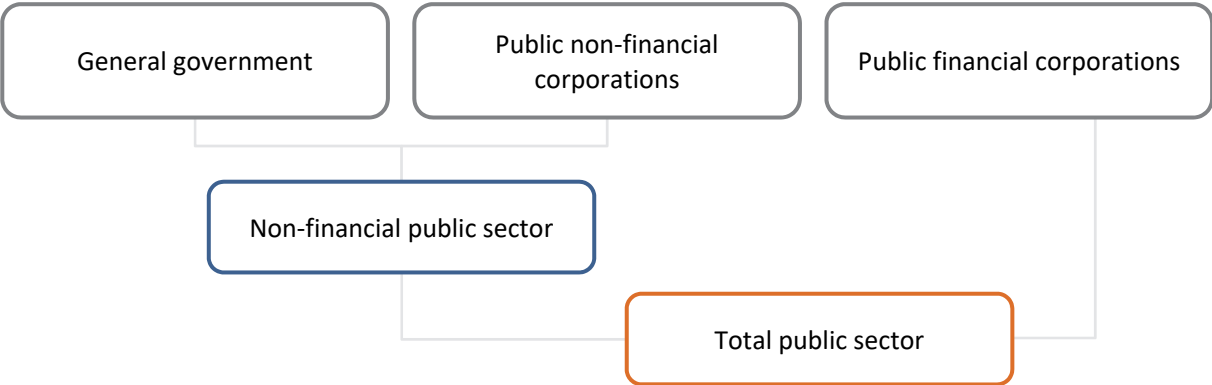 General government
Public non-financial
corporations
Public financial corporations
Non-financial public sector
Total public sector